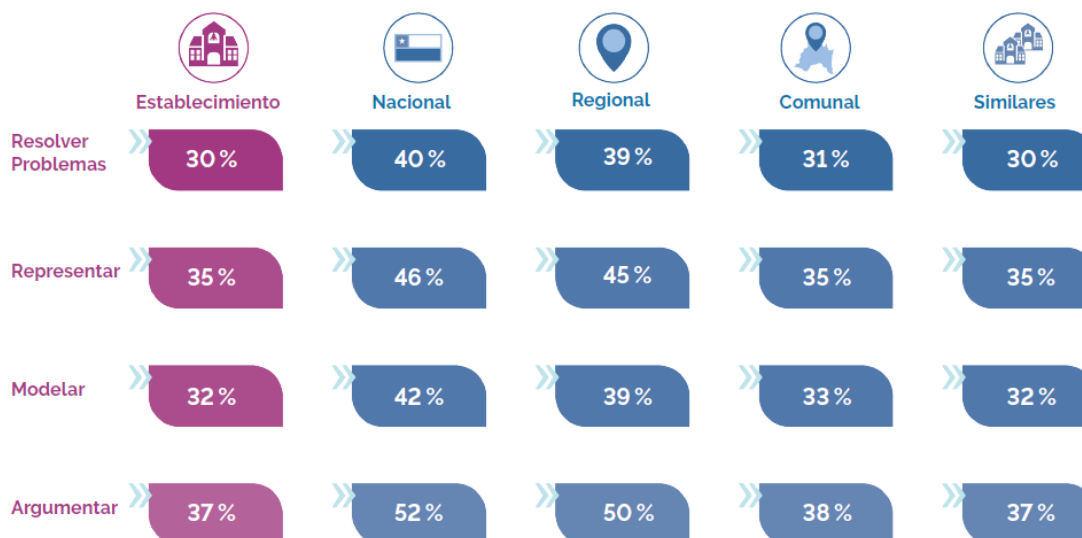 Establecimiento Nacional Regional Comunal Similares
Resolver
Problemas
30 % 40 % 39 % 31 % 30 %
Representar 35 % 46 % 45 % 35 % 35 %
Modelar 32 % 42 % 39 % 33 % 32 %
Argumentar 37 % 52 % 50 % 38 % 37 %